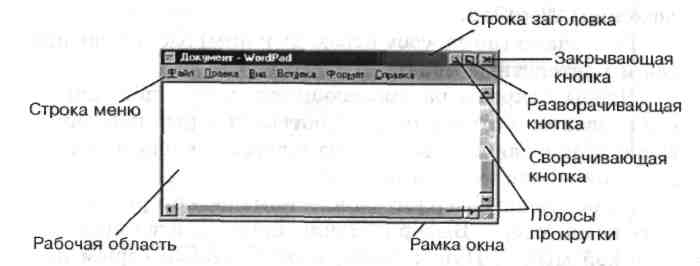 Строка заголовка
Документ - WordPad
Закрывающая
кнопка
Файл Правка Вид Вставка Формат Справка
Строка меню
Разворачивающая
кнопка
Сворачивающая
кнопка
Полосы
прокрутки
Рабочая область
Рамка окна